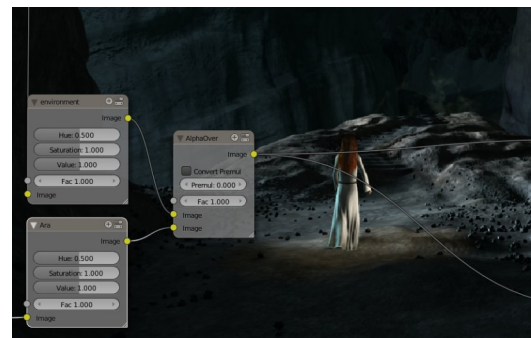 environment
Image
Hue: 0.500
Saturation: 1.000
Value: 1.000
Fac 1.000
Image
AlphaOver
Image
Convert Premul
Premul: 0.000
Fac 1.000
Image
Image
Ara
Image
Hue: 0.500
Saturation: 1.000
Value: 1.000
Fac 1.000
Image